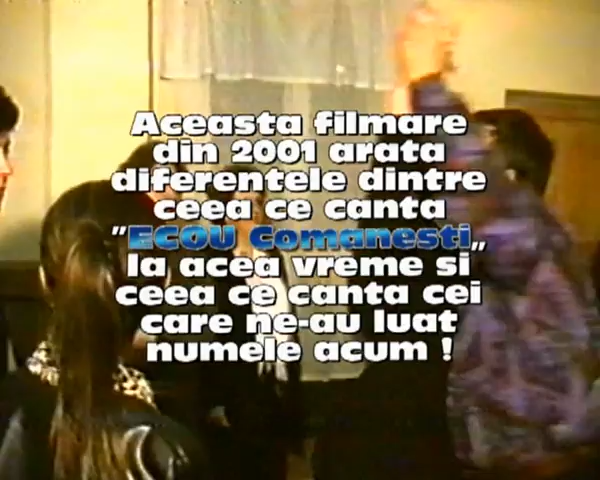 Aceasta filmare
din 2001 arata
diferentele dintre
ceea ce canta
"ECOU Comanesti„
la acea vreme si
ceea ce canta cei
care ne-au luat
numele acum !